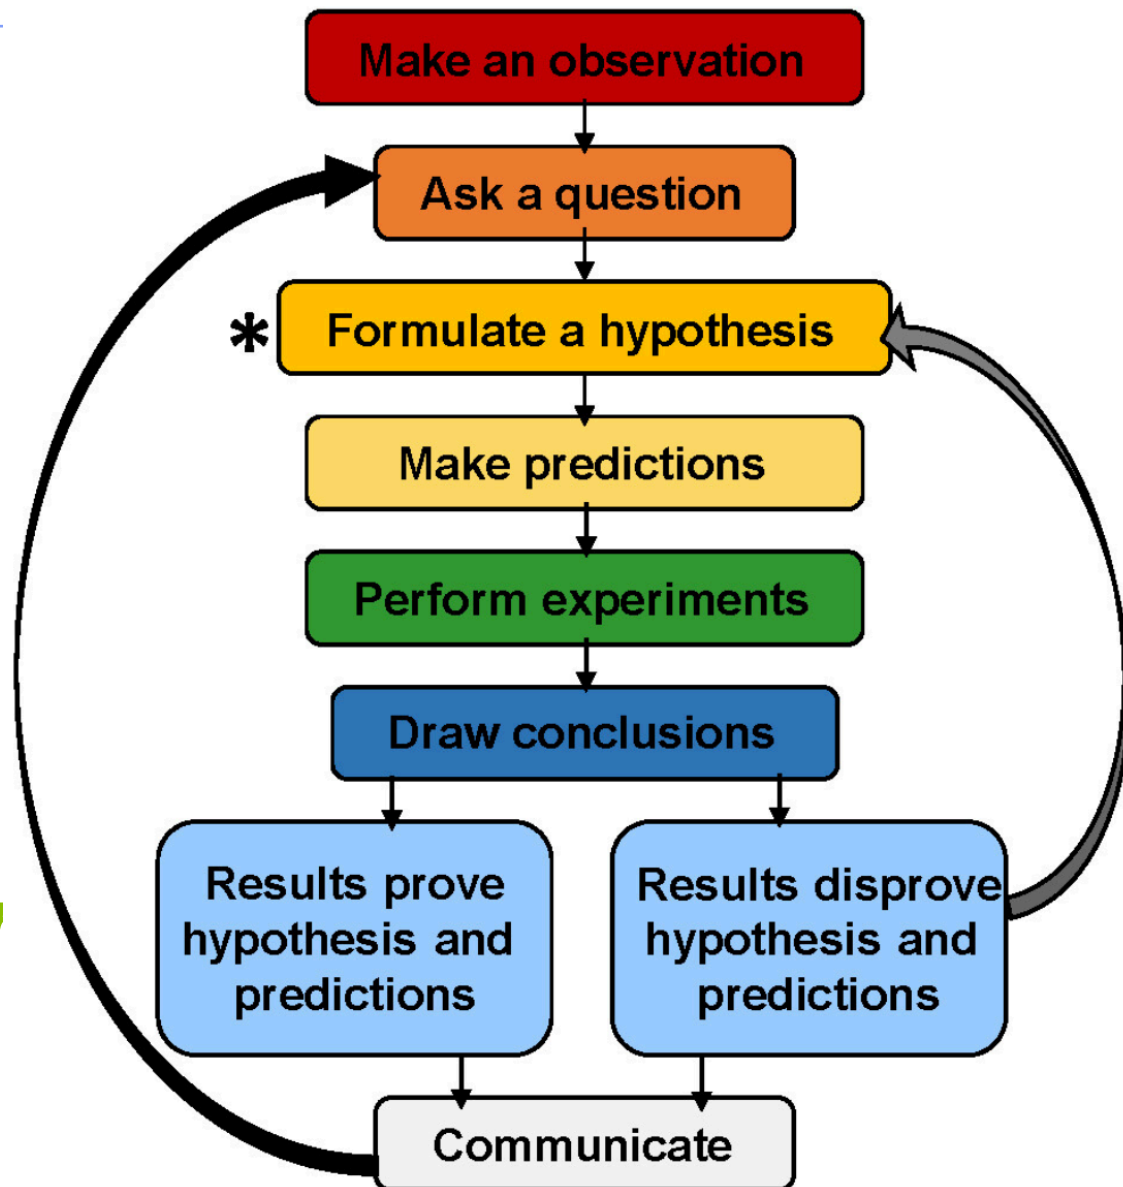 Make an observation
Ask a question
* Formulate a hypothesis
Make predictions
Perform experiments
Draw conclusions
Results prove
hypothesis and
predictions
Results disprove
hypothesis and
predictions
Communicate